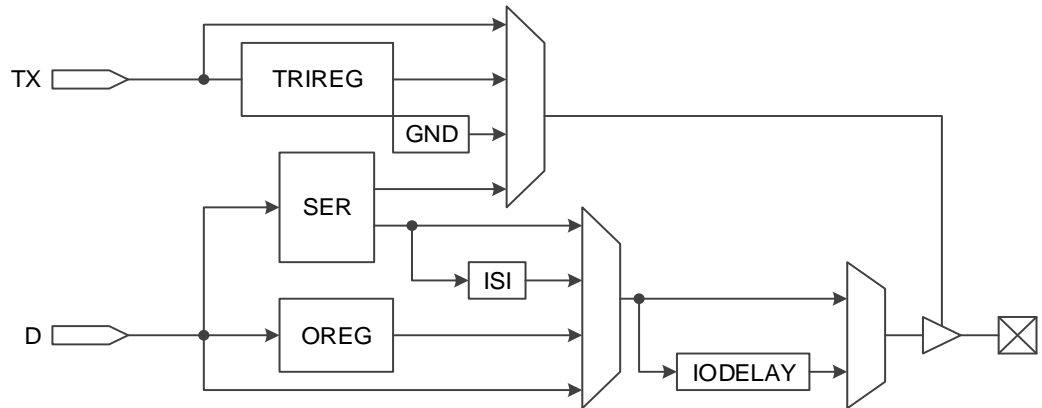 TX
TRIREG
GND
SER
ISI
D
OREG
IODELAY